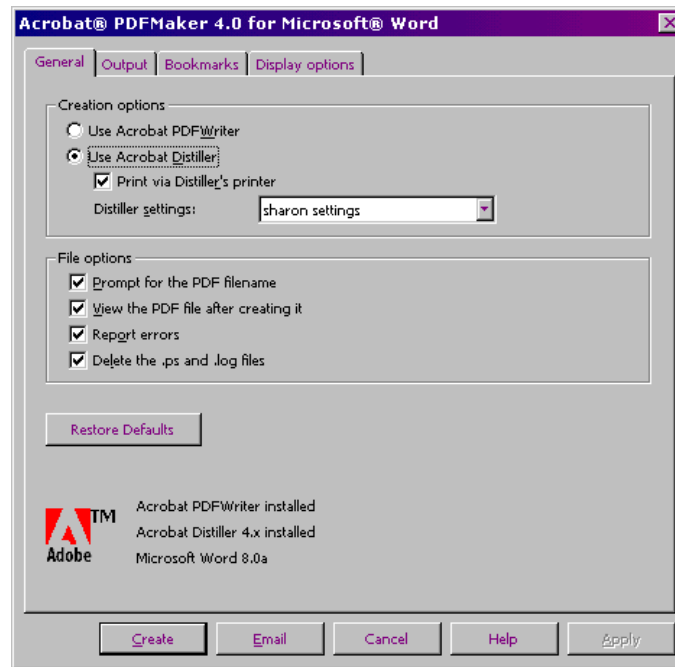 Acrobat® PDFMaker 4.0 for Microsoft® Word
General Output Bookmarks Display options
Creation options
Use Acrobat PDFWriter
Use Acrobat Distiller
Print via Distiller's printer
Distiller settings: sharon settings
File options
Prompt for the PDF filename
View the PDF file after creating it
Report errors
Delete the .ps and .log files
Restore Defaults
Acrobat PDFWriter installed
TM
Acrobat Distiller 4.x installed
Adobe Microsoft Word 8.0a
Create Email Cancel Help Apply